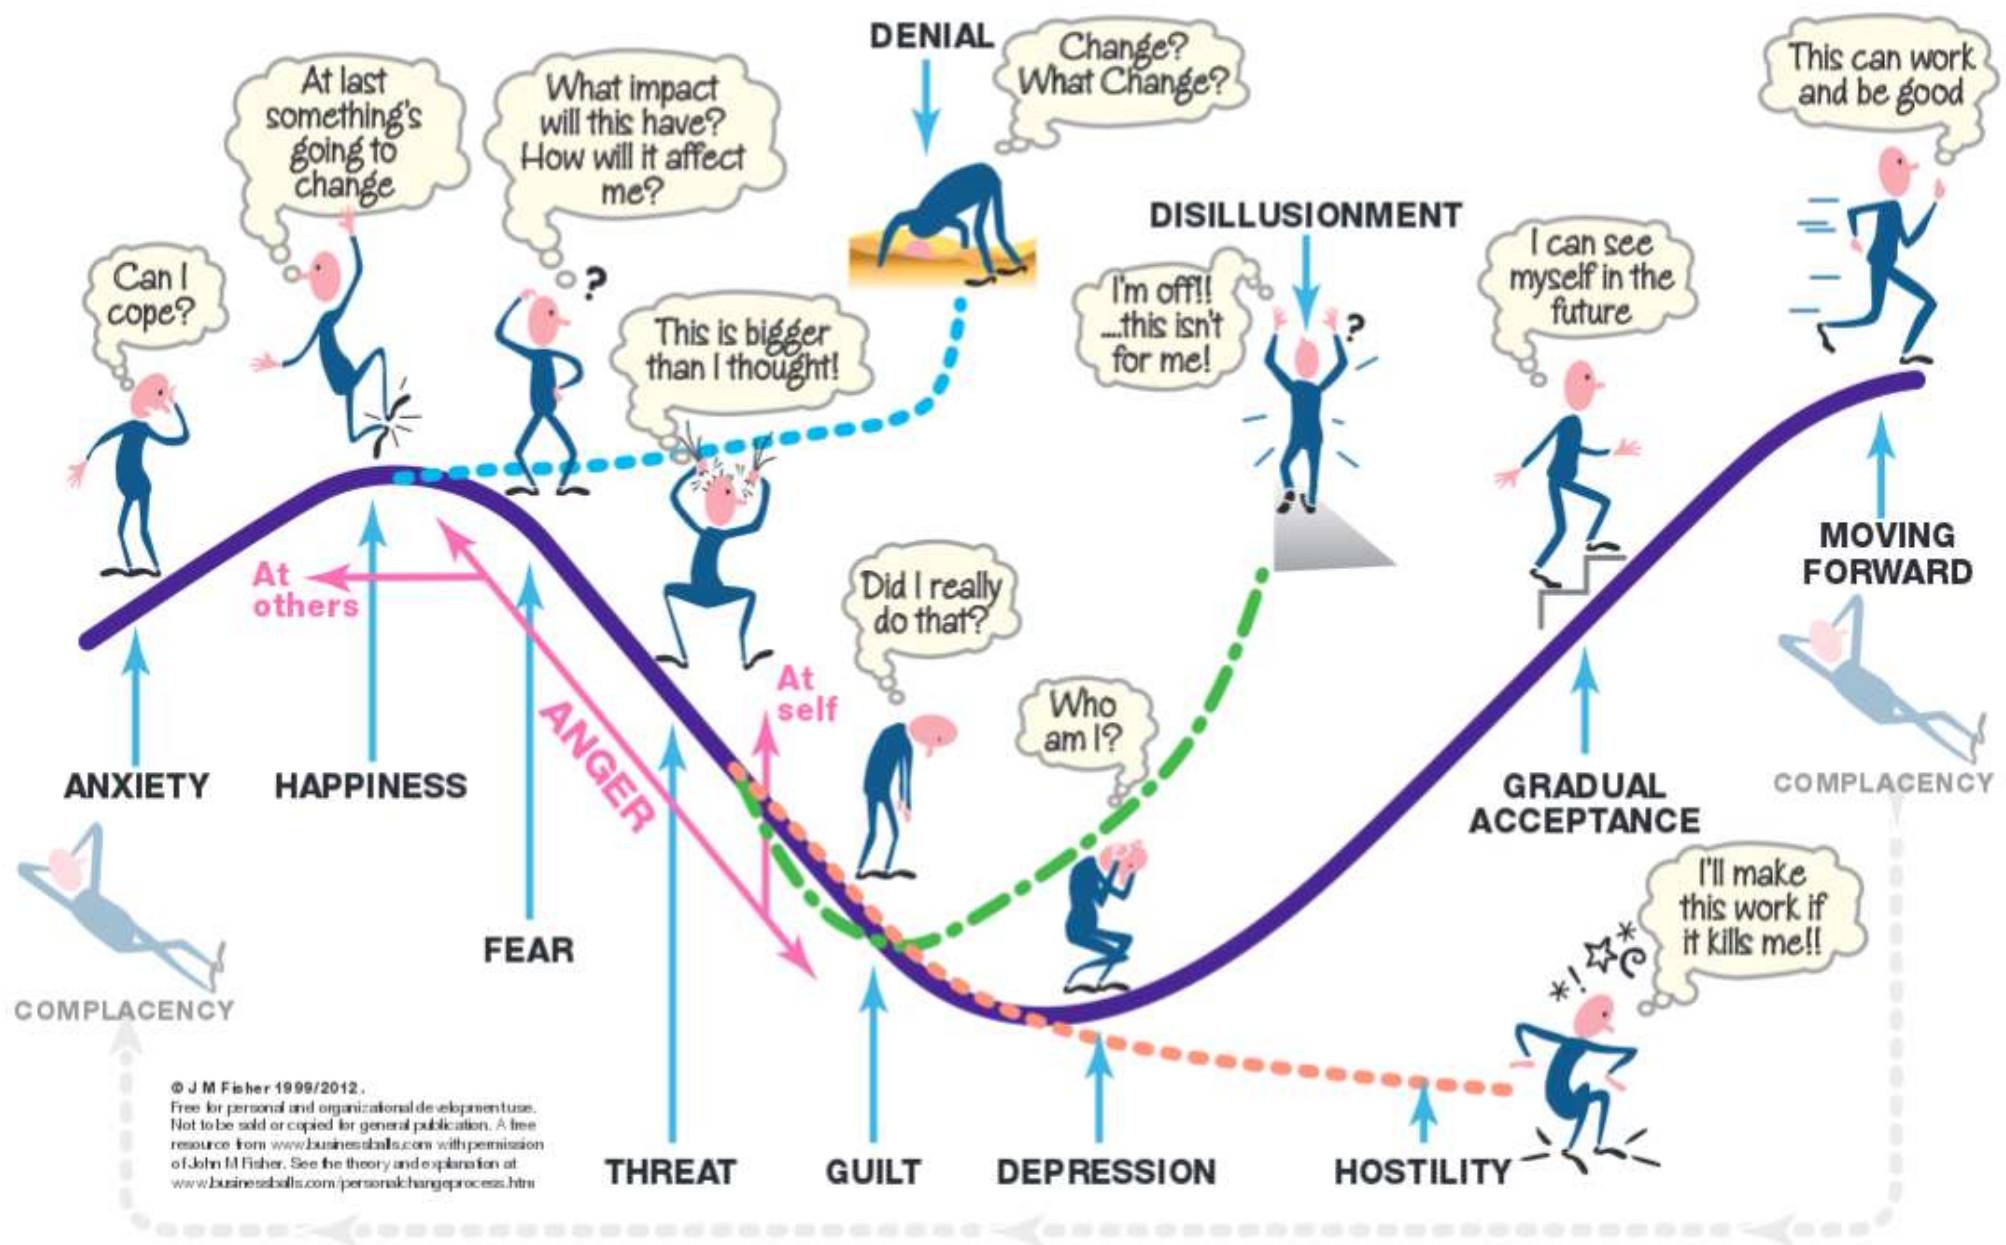 DENIAL
Change?
What Change?
This can work
and be good
At last
something's
going to
change
What impact
will this have?
How will it affect
me?
?
DISILLUSIONMENT
I'm off!!
....this isn't
for me!
?
I can see
myself in the
future
Can I
cope?
This is bigger
than I thought!
At
others
MOVING
FORWARD
Did I really
do that?
At
self
Who
am I?
ANGER
ANXIETY
HAPPINESS
GRADUAL
ACCEPTANCE
COMPLACENCY
I'll make
this work if
it kills me!!
*!
*
FEAR
COMPLACENCY
© J M Fisher 1999/2012.
Free for personal and organizational development use.
Not to be sold or copied for general publication. A free
resource from www.businessballs.com with permission
of John M Fisher. See the theory and explanation at
www.businessballs.com/personalchangeprocess.htm
THREAT
GUILT
DEPRESSION
HOSTILITY